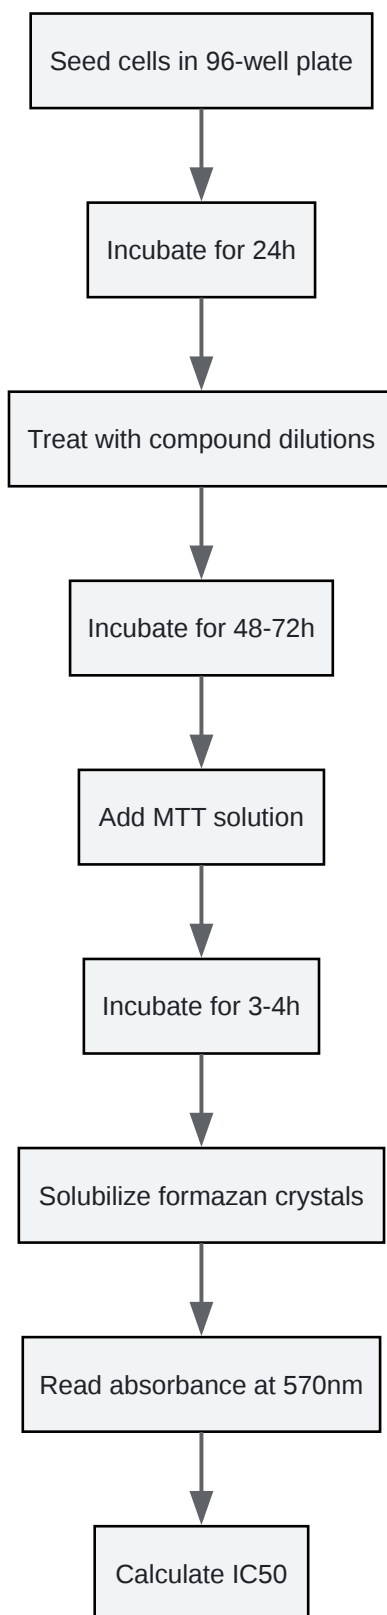 Seed cells in 96-well plate
Incubate for 24h
Treat with compound dilutions
Incubate for 48-72h
Add MTT solution
Incubate for 3-4h
Solubilize formazan crystals
Read absorbance at 570nm
Calculate IC50